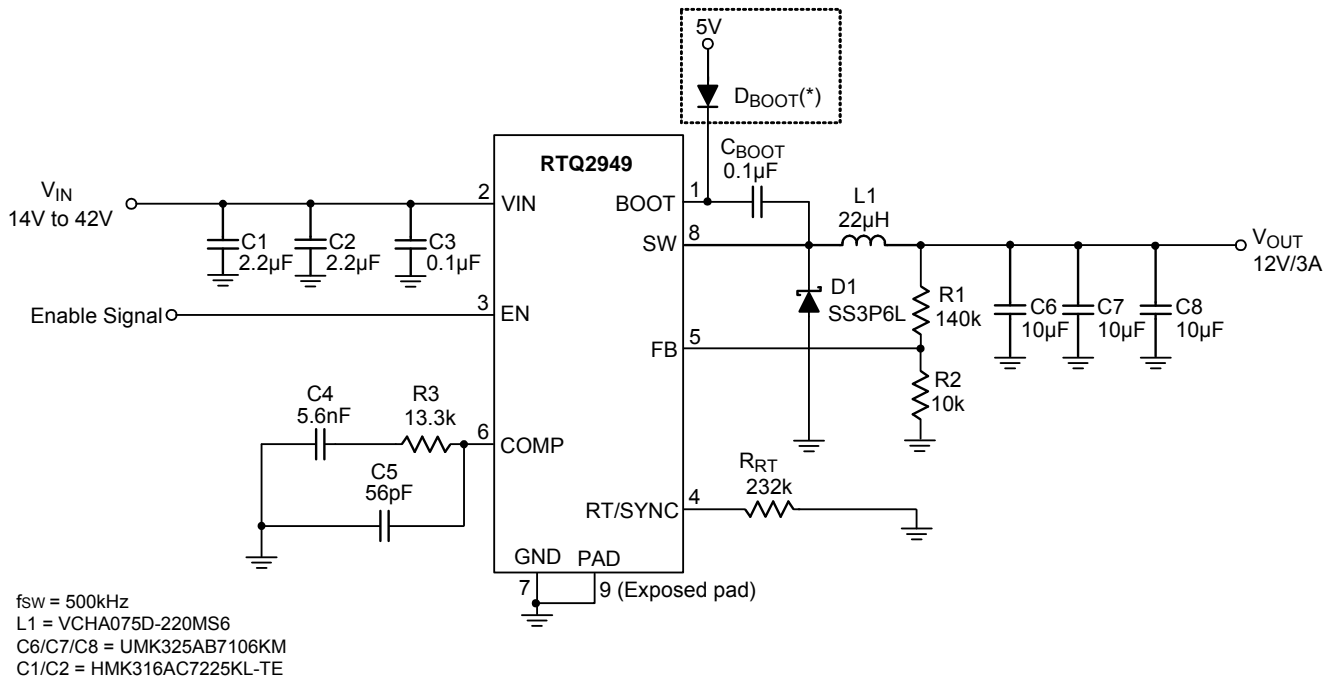 5V
DBOOT(*)
RTQ2949
CBOOT
0.1µF
VIN
14V to 42V
2
VIN
BOOT
1
L1
22µH
SW
8
VOUT
12V/3A
C1
2.2µF
C2
2.2µF
C3
0.1µF
Enable Signal
3
EN
D1
SS3P6L
R1
140k
C6
10µF
C7
10µF
C8
10µF
FB
5
R2
10k
C4
5.6nF
R3
13.3k
6
COMP
C5
56pF
RRT
232k
RT/SYNC
4
GND
PAD
7
9 (Exposed pad)
fSW = 500kHz
L1 = VCHA075D-220MS6
C6/C7/C8 = UMK325AB7106KM
C1/C2 = HMK316AC7225KL-TE